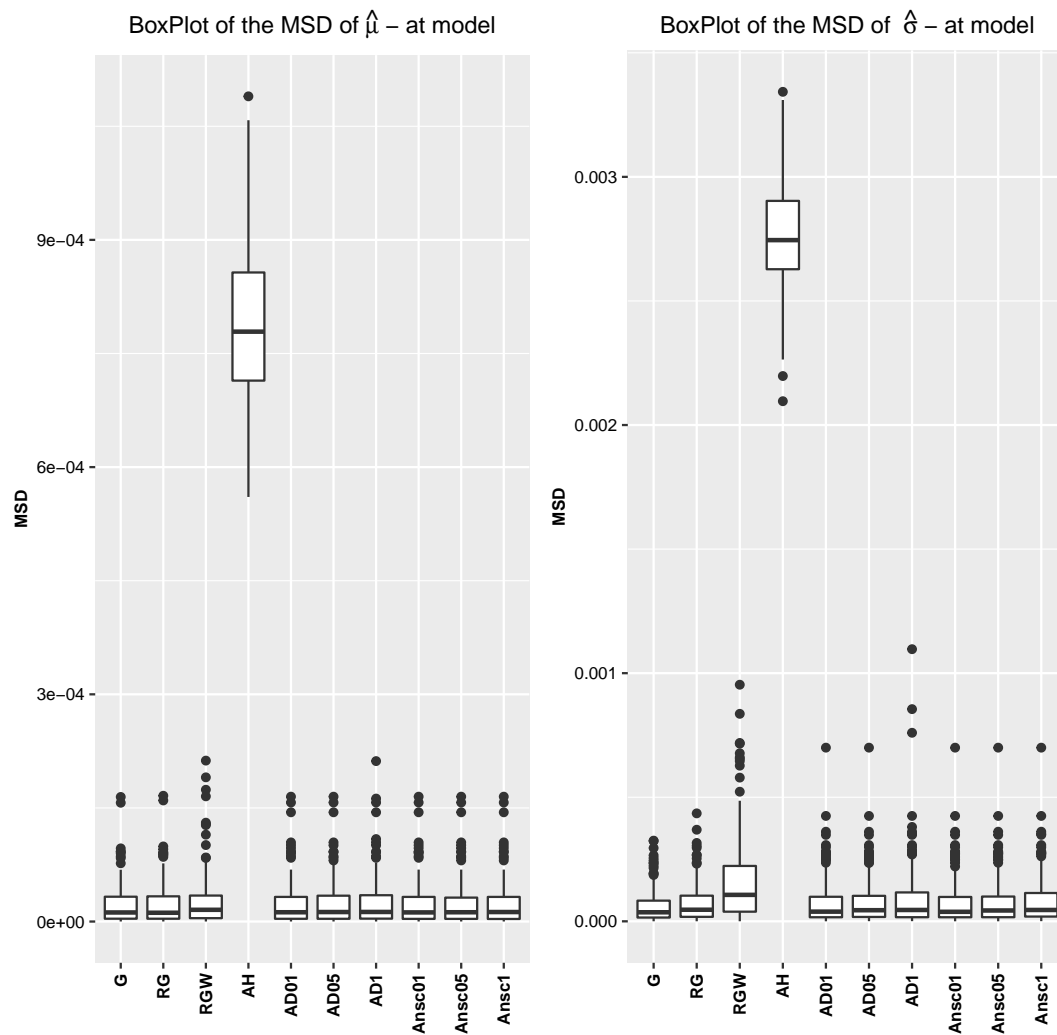 BoxPlot of the MSD of μ̂ − at model
9e−04
6e−04
3e−04
0e+00
MSD
G
RG
RGW
AH
AD01
AD05
AD1
Ansc01
Ansc05
Ansc1
BoxPlot of the MSD of σ̂ − at model
0.003
0.002
0.001
0.000
MSD
G
RG
RGW
AH
AD01
AD05
AD1
Ansc01
Ansc05
Ansc1